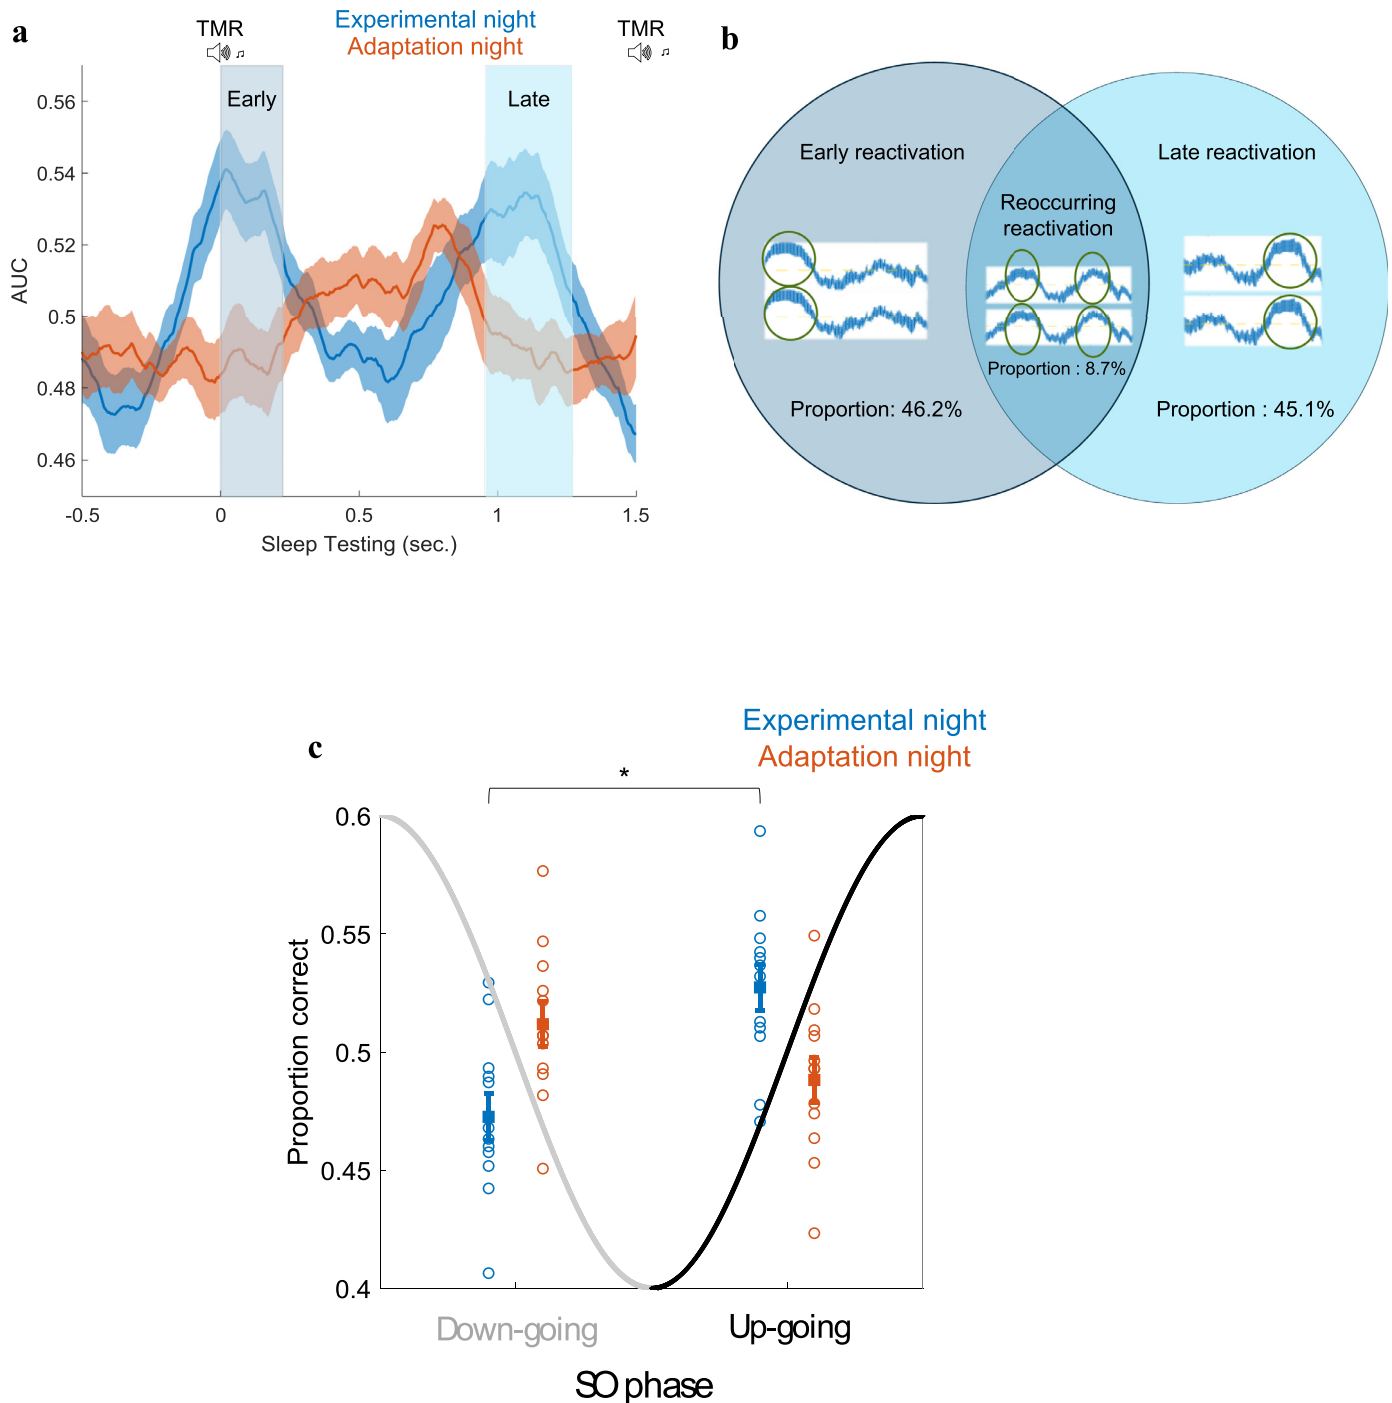 a
TMR
Experimental night
Adaptation night
TMR
Early
Late
0.56
0.54
0.52
0.5
0.48
0.46
AUC
-0.5
0
0.5
1
1.5
Sleep Testing (sec.)
b
Early reactivation
Late reactivation
Reoccurring
reactivation
Proportion : 8.7%
Proportion: 46.2%
Proportion : 45.1%
c
Experimental night
Adaptation night
*
0.6
0.55
0.5
0.45
0.4
Proportion correct
Down-going
Up-going
SO phase